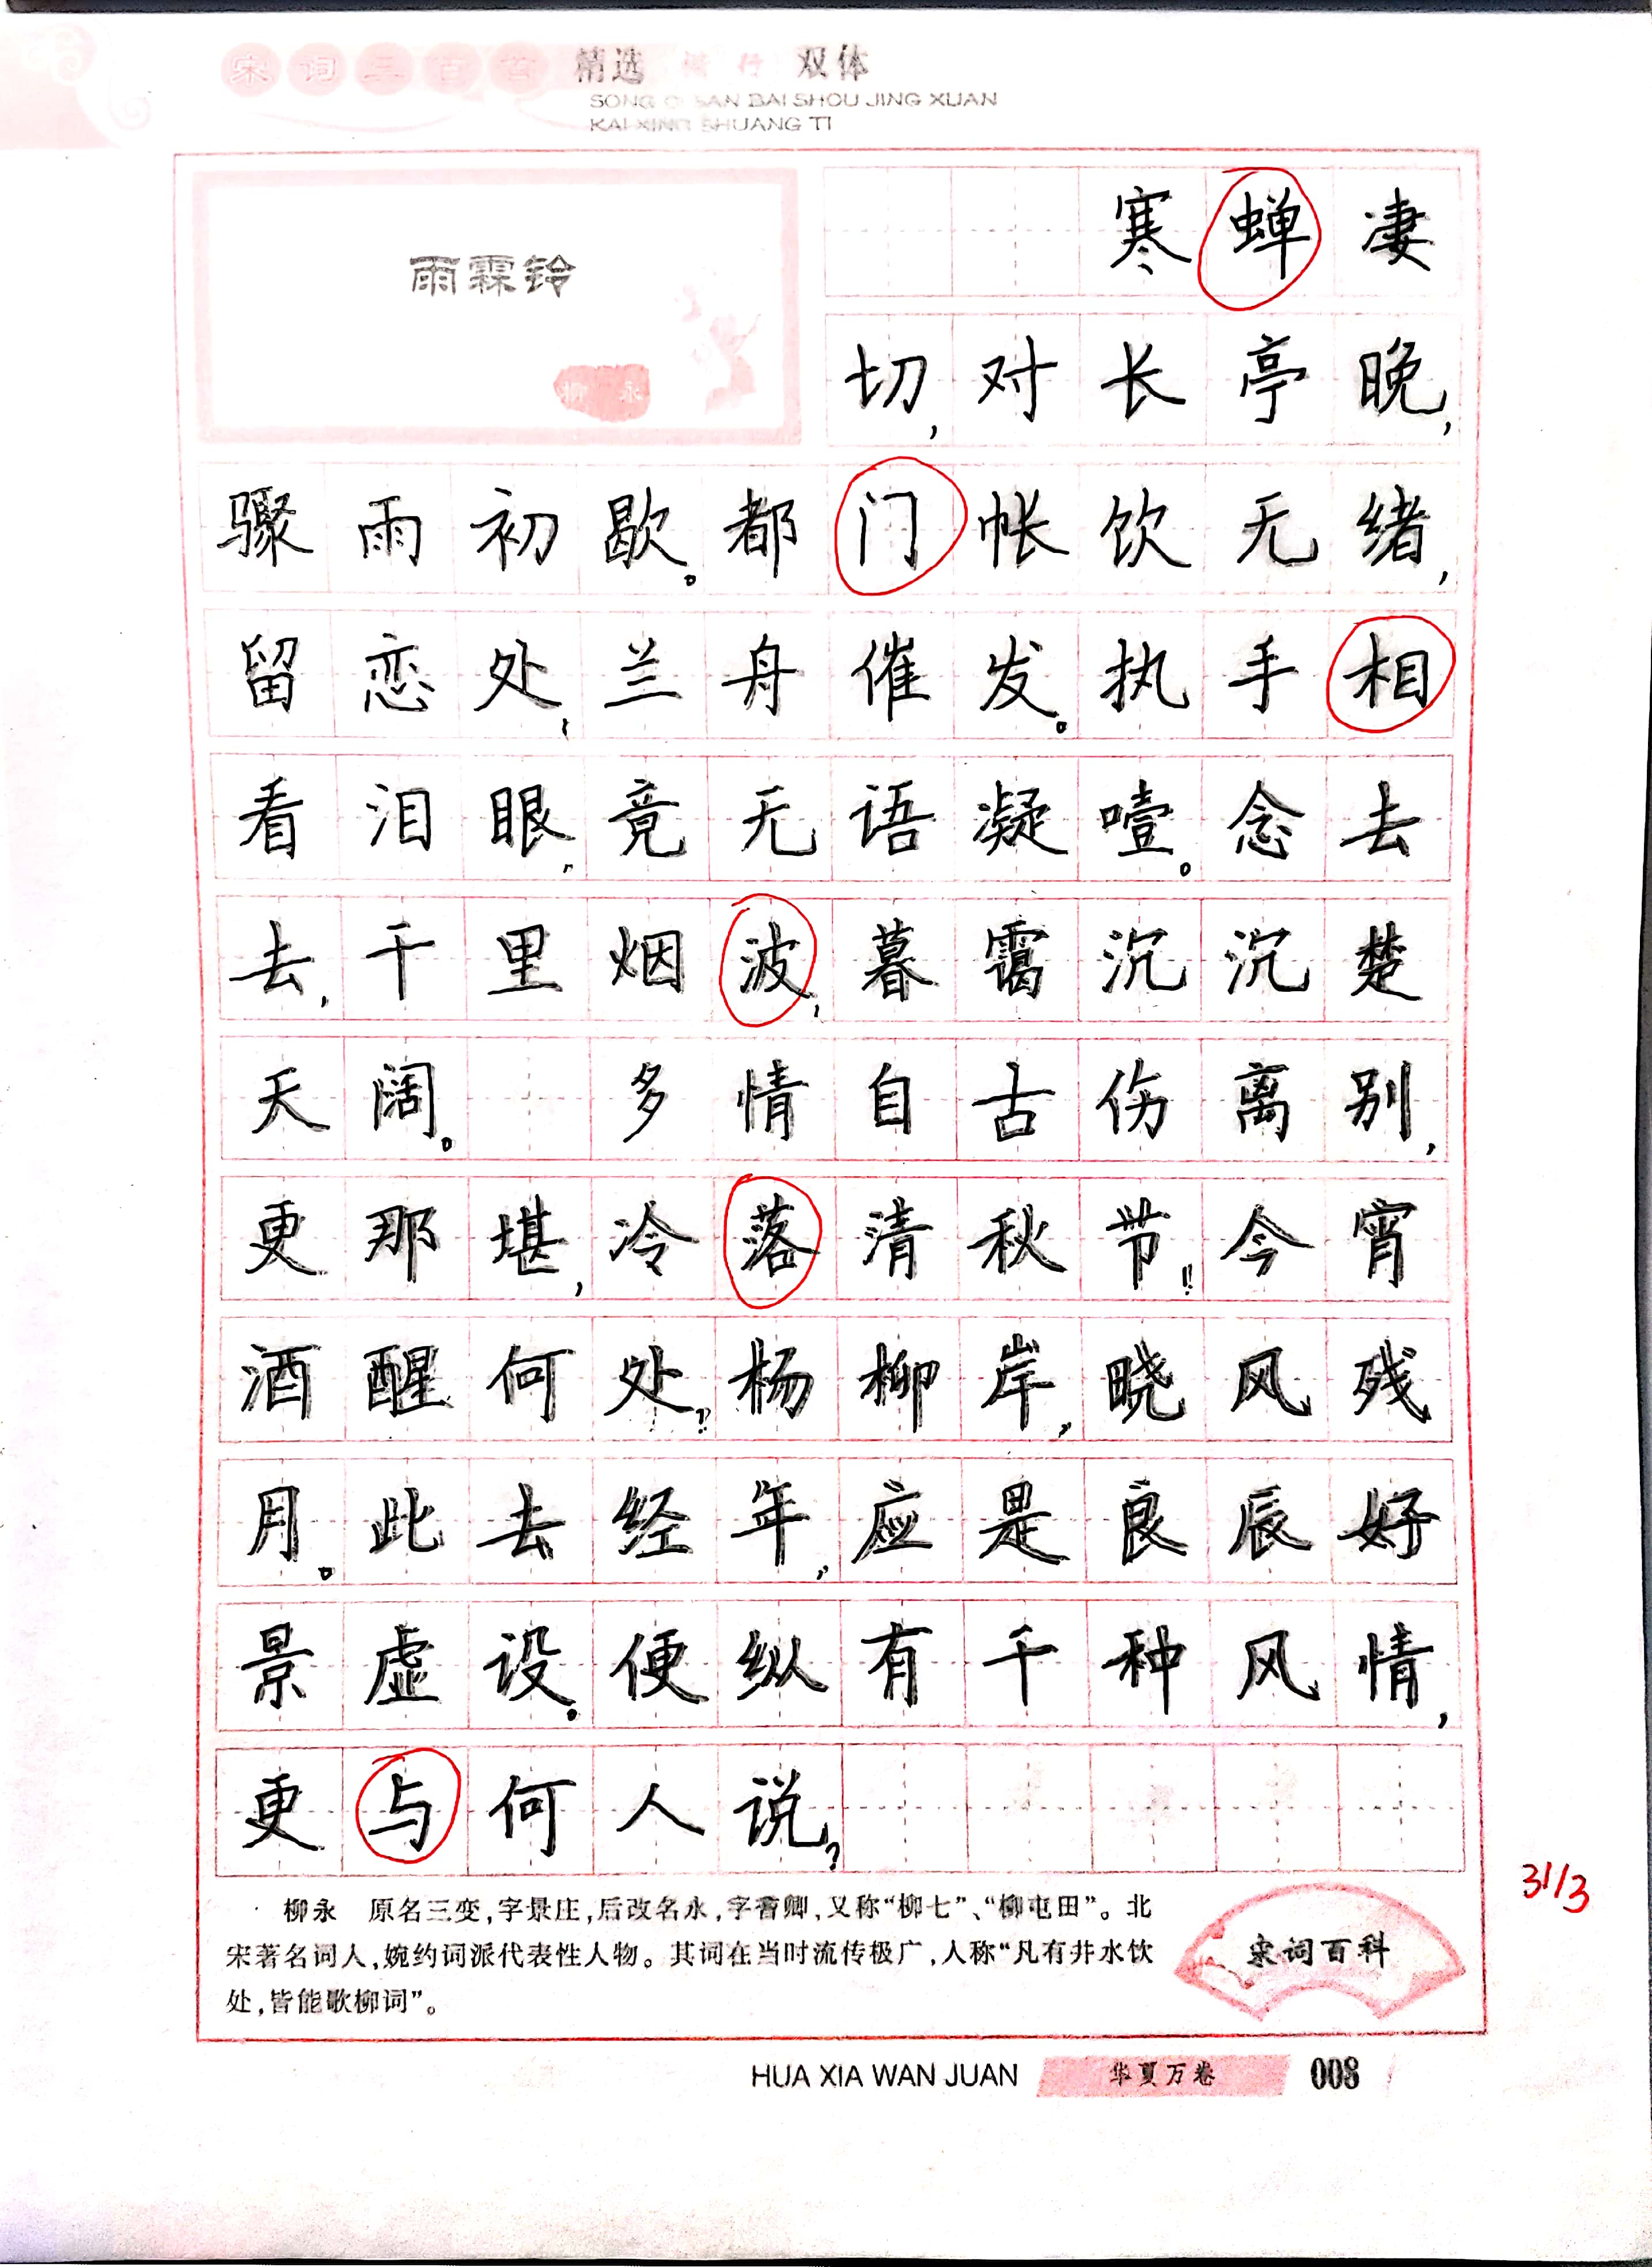 宋词三百首 精选 楷行 双体
SONG CI SAN BAI SHOU JING XUAN
KAI XING SHUANG TI
雨霖铃
柳永
寒蝉凄
切,对长亭晚,
骤雨初歇。都门帐饮无绪,
留恋处,兰舟催发。执手相
看泪眼,竟无语凝噎。念去
去,千里烟波,暮霭沉沉楚
天阔。 多情自古伤离别,
更那堪,冷落清秋节!今宵
酒醒何处?杨柳岸,晓风残
月。此去经年,应是良辰好
景虚设。便纵有千种风情,
更与何人说?
柳永 原名三变,字景庄,后改名永,字耆卿,又称“柳七”、“柳屯田”。北
宋著名词人,婉约词派代表性人物。其词在当时流传极广,人称“凡有井水饮
处,皆能歌柳词”。
宋词百科
31/3
HUA XIA WAN JUAN 华夏万卷 008